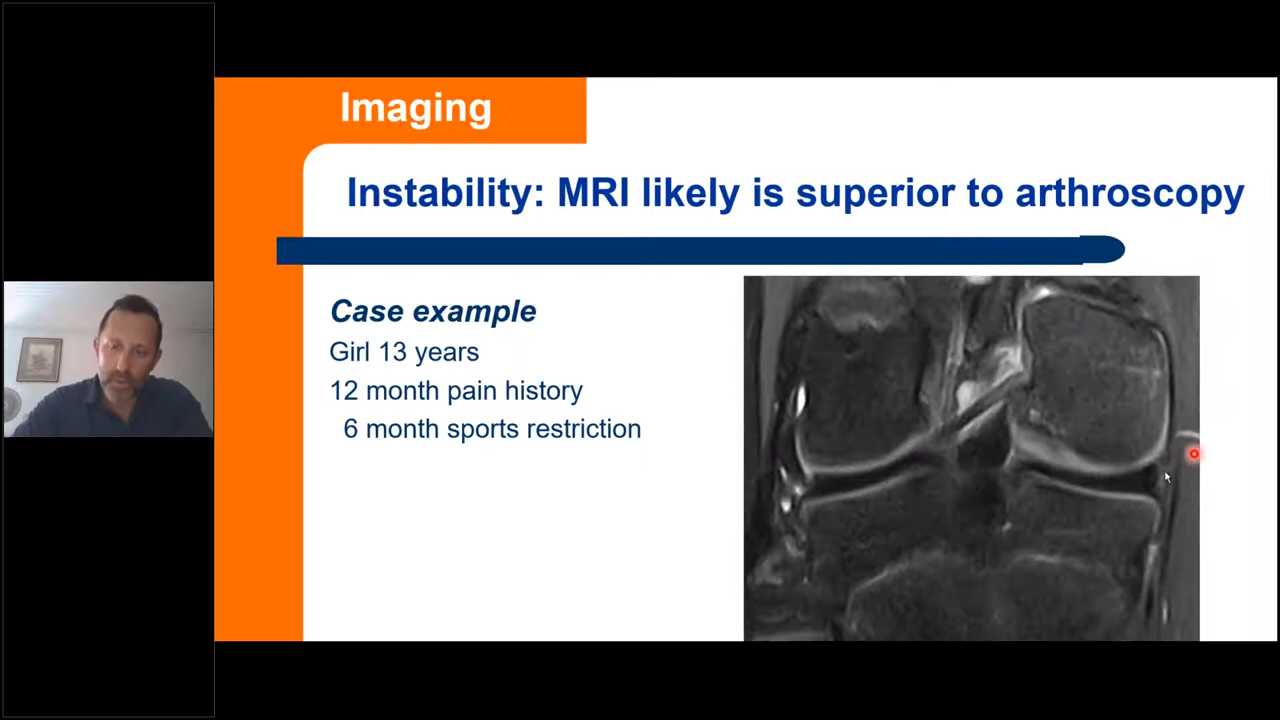 Imaging
Instability: MRI likely is superior to arthroscopy
Case example
Girl 13 years
12 month pain history
6 month sports restriction